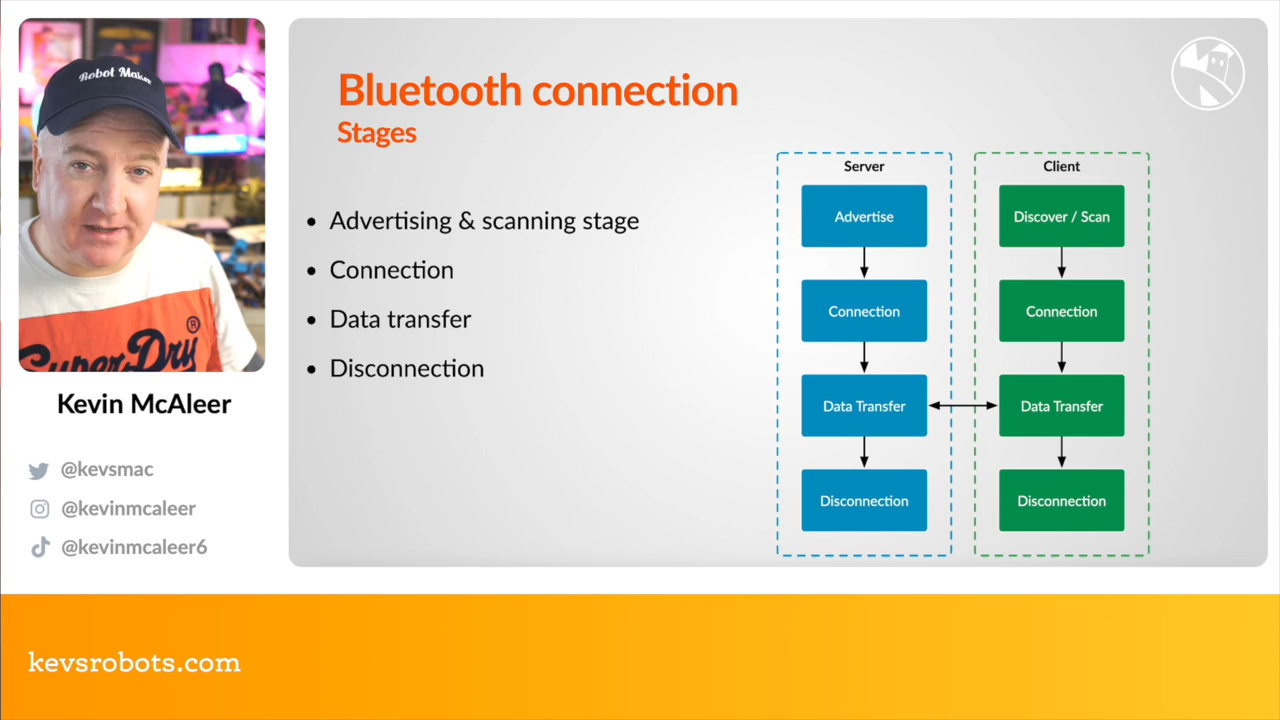 Robot Maker
SuperDry®
Kevin McAleer
@kevsmac
@kevinmcaleer
@kevinmcaleer6
Bluetooth connection
Stages
• Advertising & scanning stage
• Connection
• Data transfer
• Disconnection
Server
Advertise
Connection
Data Transfer
Disconnection
Client
Discover / Scan
Connection
Data Transfer
Disconnection
kevsrobots.com